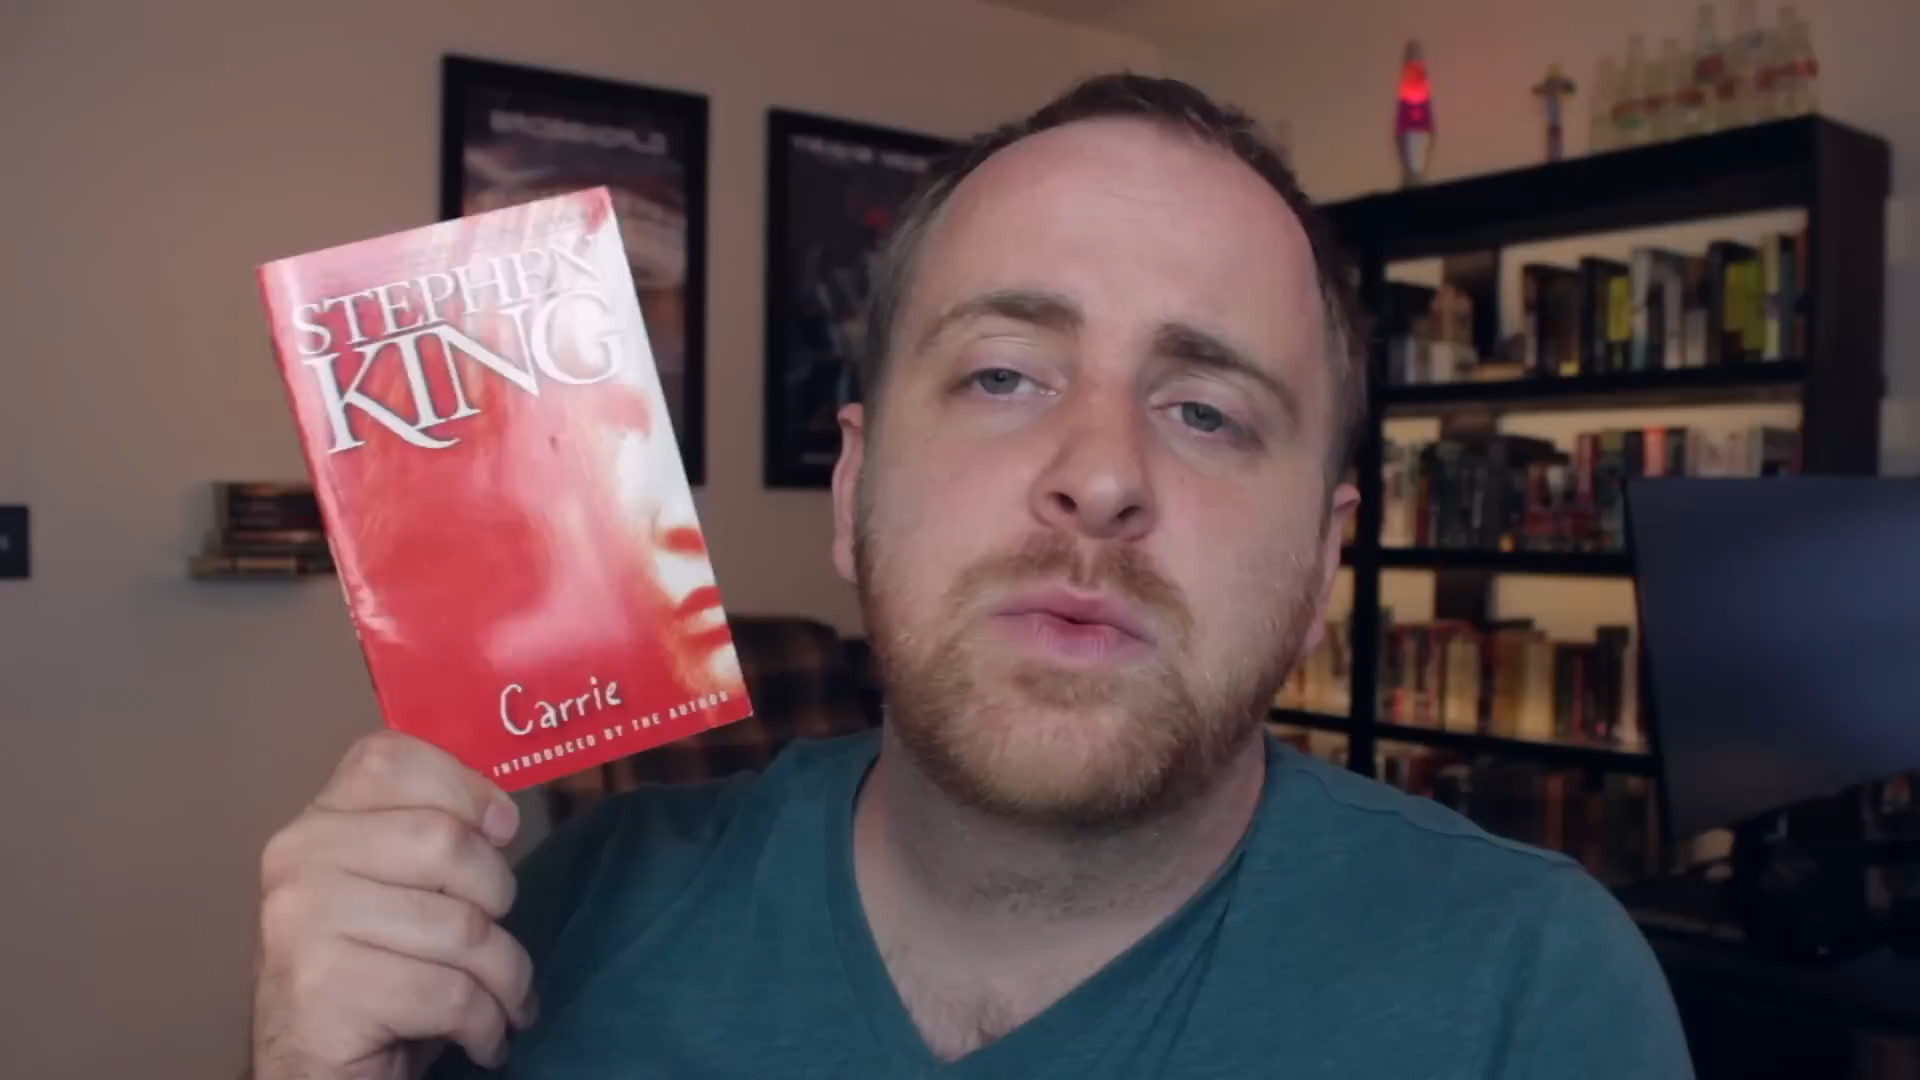 STEPHEN
KING
Carrie
INTRODUCED BY THE AUTHOR